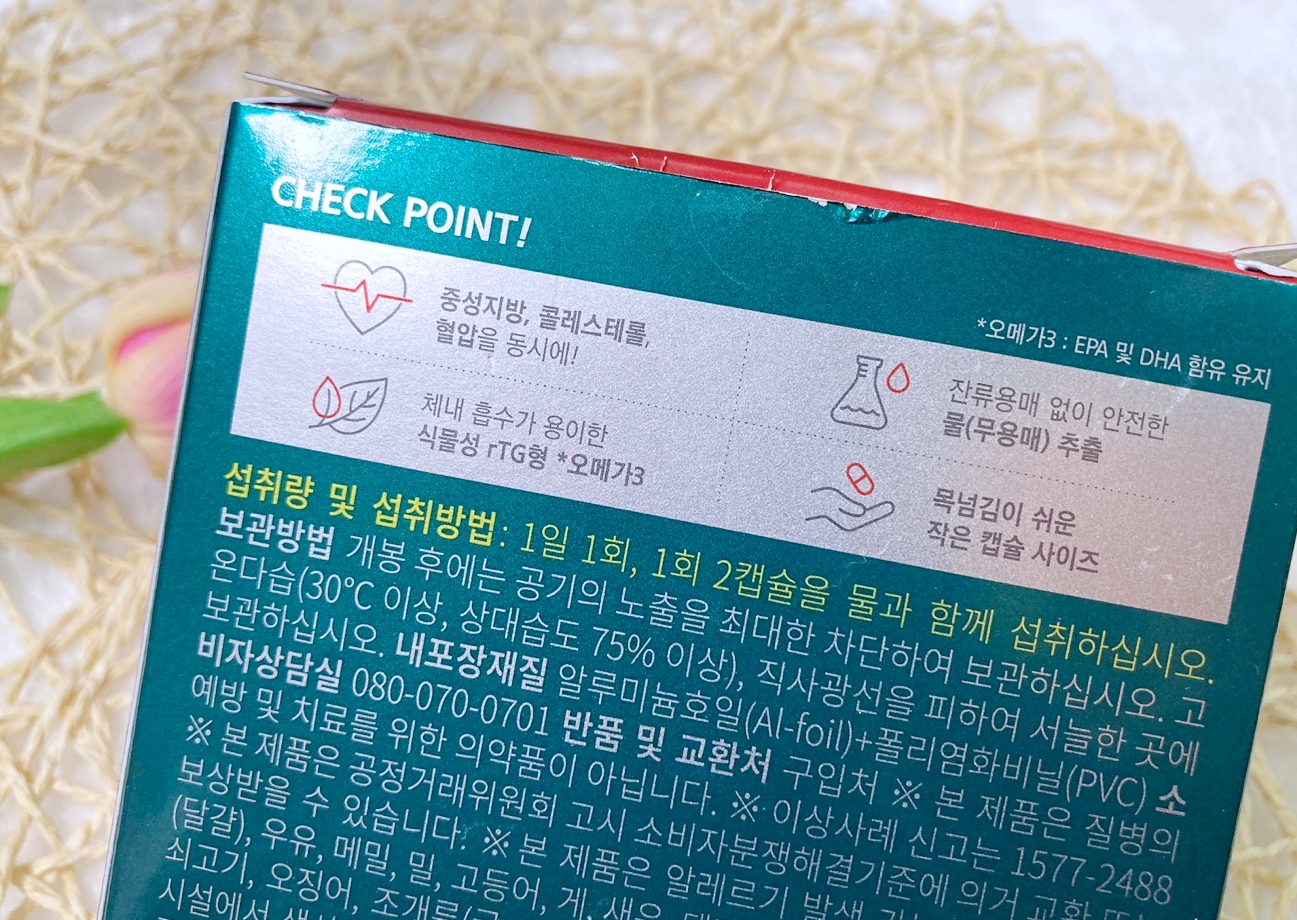 CHECK POINT!
*오메가3 : EPA 및 DHA 함유 유지
중성지방, 콜레스테롤,
혈압을 동시에!
잔류용매 없이 안전한
물(무용매) 추출
체내 흡수가 용이한
식물성 rTG형 *오메가3
목넘김이 쉬운
작은 캡슐 사이즈
섭취량 및 섭취방법: 1일 1회, 1회 2캡슐을 물과 함께 섭취하십시오.
보관방법 개봉 후에는 공기의 노출을 최대한 차단하여 보관하십시오. 고
온다습(30°C 이상, 상대습도 75% 이상), 직사광선을 피하여 서늘한 곳에
보관하십시오. 내포장재질 알루미늄호일(Al-foil)+폴리염화비닐(PVC) 소
비자상담실 080-070-0701 반품 및 교환처 구입처 ※ 본 제품은 질병의
예방 및 치료를 위한 의약품이 아닙니다. ※ 이상사례 신고는 1577-2488
※ 본 제품은 공정거래위원회 고시 소비자분쟁해결기준에 의거 교환
보상받을 수 있습니다. ※ 본 제품은 알레르기 발생
(달걀), 우유, 메밀, 밀, 고등어, 게, 새우,
쇠고기, 오징어, 조개류
시설에서